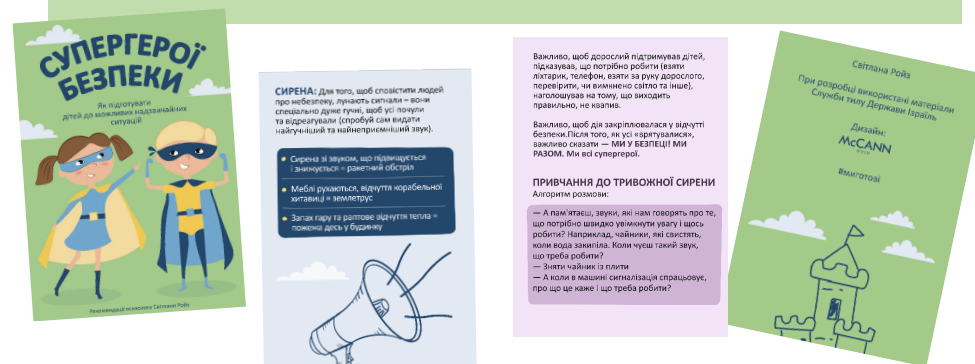 СУПЕРГЕРОЇ
БЕЗПЕКИ
Як підготувати
дітей до можливих надзвичайних
ситуацій
Рекомендації психолога Світлани Ройз
СИРЕНА: Для того, щоб сповістити людей
про небезпеку, лунають сигнали – вони
спеціально дуже гучні, щоб усі почули
та відреагували (спробуй сам видати
найгучніший та найнеприємніший звук).
Сирена зі звуком, що підвищується
і знижується = ракетний обстріл
Меблі рухаються, відчуття корабельної
хитавиці = землетрус
Запах гару та раптове відчуття тепла =
пожежа десь у будинку
Важливо, щоб дорослий підтримував дітей,
підказував, що потрібно робити (взяти
ліхтарик, телефон, взяти за руку дорослого,
перевірити, чи вимкнено світло та інше),
наголошував на тому, що виходить
правильно, не квапив.
Важливо, щоб дія закріплювалася у відчутті
безпеки.Після того, як усі «врятувалися»,
важливо сказати — МИ У БЕЗПЕЦІ! МИ
РАЗОМ. Ми всі супергерої.
ПРИВЧАННЯ ДО ТРИВОЖНОЇ СИРЕНИ
Алгоритм розмови:
— А пам'ятаєш, звуки, які нам говорять про те,
що потрібно швидко увімкнути увагу і щось
робити? Наприклад, чайники, які свистять,
коли вода закипіла. Коли чуєш такий звук,
що треба робити?
— Зняти чайник із плити
— А коли в машині сигналізація спрацьовує,
про що це каже і що треба робити?
Світлана Ройз
При розробці використані матеріали
Служби тилу Держави Ізраїль
Дизайн:
McCANN
#миготові